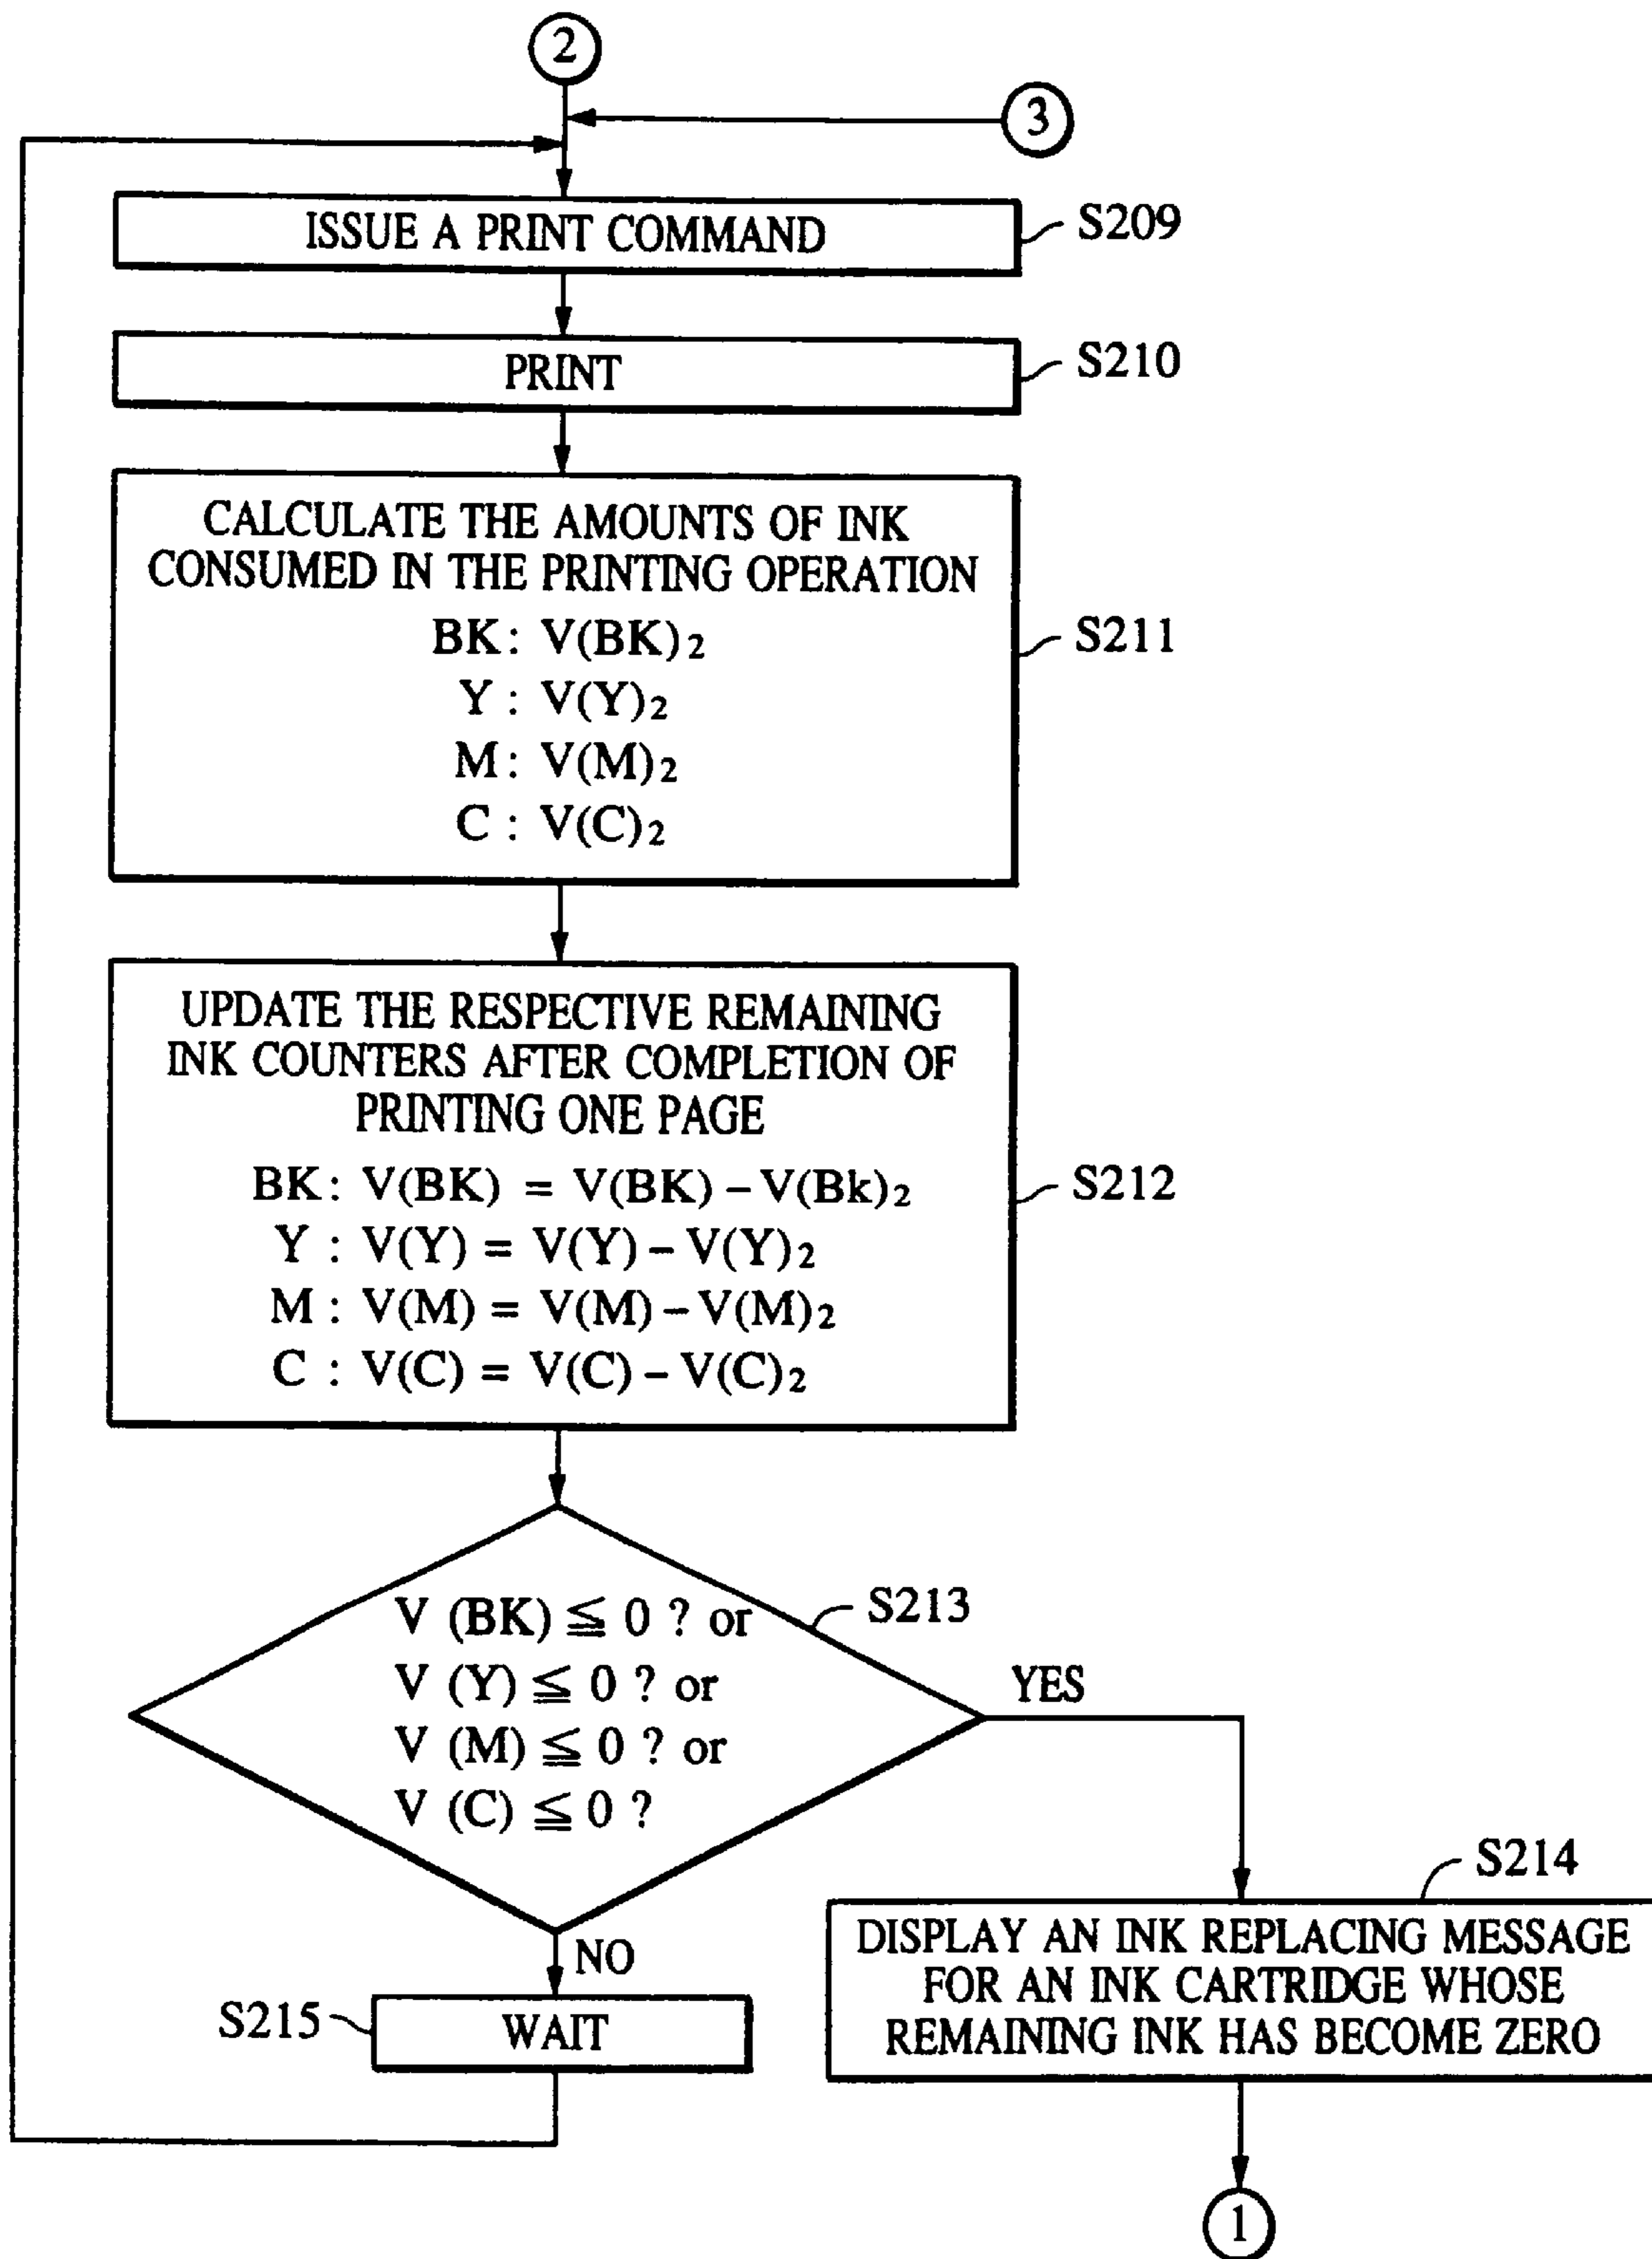 2
3
ISSUE A PRINT COMMAND
S209
PRINT
S210
CALCULATE THE AMOUNTS OF INK
CONSUMED IN THE PRINTING OPERATION
BK: V(BK)₂
Y : V(Y)₂
M: V(M)₂
C : V(C)₂
S211
UPDATE THE RESPECTIVE REMAINING
INK COUNTERS AFTER COMPLETION OF
PRINTING ONE PAGE
BK: V(BK) = V(BK) – V(Bk)₂
Y : V(Y) = V(Y) – V(Y)₂
M : V(M) = V(M) – V(M)₂
C : V(C) = V(C) – V(C)₂
S212
V (BK) ≦ 0 ? or
V (Y) ≦ 0 ? or
V (M) ≦ 0 ? or
V (C) ≦ 0 ?
S213
YES
NO
S214
DISPLAY AN INK REPLACING MESSAGE
FOR AN INK CARTRIDGE WHOSE
REMAINING INK HAS BECOME ZERO
S215
WAIT
1